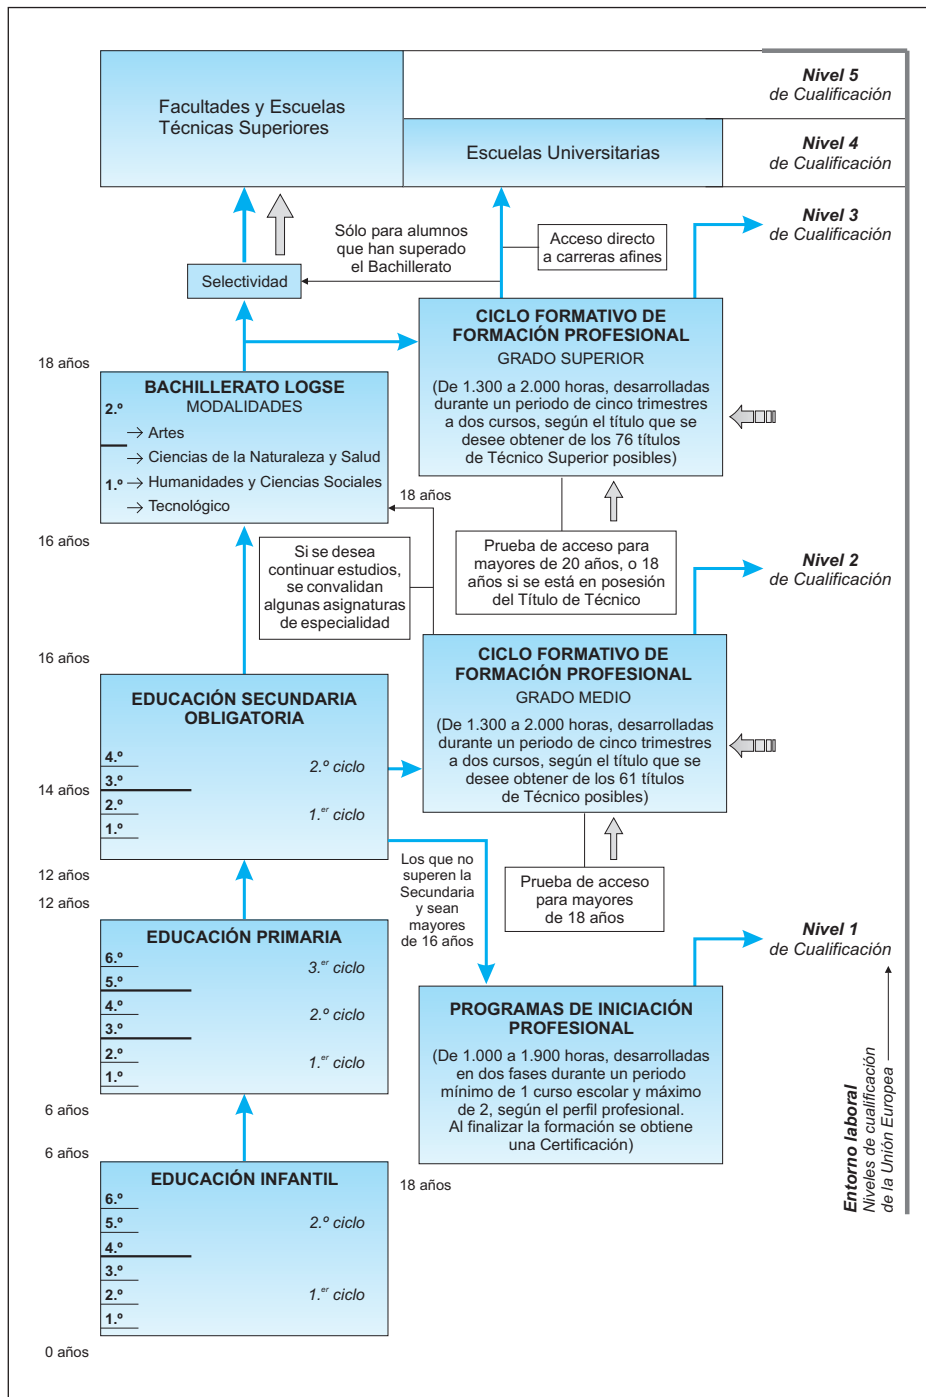 Facultades y Escuelas
Técnicas Superiores
Escuelas Universitarias
Nivel 5
de Cualificación
Nivel 4
de Cualificación
Nivel 3
de Cualificación
Sólo para alumnos
que han superado
el Bachillerato
Acceso directo
a carreras afines
Selectividad
CICLO FORMATIVO DE
FORMACIÓN PROFESIONAL
GRADO SUPERIOR
(De 1.300 a 2.000 horas, desarrolladas
durante un periodo de cinco trimestres
a dos cursos, según el título que se
desee obtener de los 76 títulos
de Técnico Superior posibles)
18 años
BACHILLERATO LOGSE
MODALIDADES
2.º
→ Artes
→ Ciencias de la Naturaleza y Salud
1.º → Humanidades y Ciencias Sociales
→ Tecnológico
16 años
18 años
Si se desea
continuar estudios,
se convalidan
algunas asignaturas
de especialidad
Prueba de acceso para
mayores de 20 años, o 18
años si se está en posesión
del Título de Técnico
Nivel 2
de Cualificación
CICLO FORMATIVO DE
FORMACIÓN PROFESIONAL
GRADO MEDIO
(De 1.300 a 2.000 horas, desarrolladas
durante un periodo de cinco trimestres
a dos cursos, según el título que se
desee obtener de los 61 títulos
de Técnico posibles)
16 años
EDUCACIÓN SECUNDARIA
OBLIGATORIA
4.º
2.º ciclo
3.º
14 años
2.º
1.er ciclo
1.º
12 años
Los que no
superen la
Secundaria
y sean
mayores
de 16 años
Prueba de acceso
para mayores
de 18 años
12 años
EDUCACIÓN PRIMARIA
6.º
3.er ciclo
5.º
4.º
2.º ciclo
3.º
2.º
1.er ciclo
1.º
6 años
Nivel 1
de Cualificación
PROGRAMAS DE INICIACIÓN
PROFESIONAL
(De 1.000 a 1.900 horas, desarrolladas
en dos fases durante un periodo
mínimo de 1 curso escolar y máximo
de 2, según el perfil profesional.
Al finalizar la formación se obtiene
una Certificación)
18 años
6 años
EDUCACIÓN INFANTIL
6.º
2.º ciclo
5.º
4.º
3.º
2.º
1.er ciclo
1.º
0 años
Entorno laboral
Niveles de cualificación
de la Unión Europea